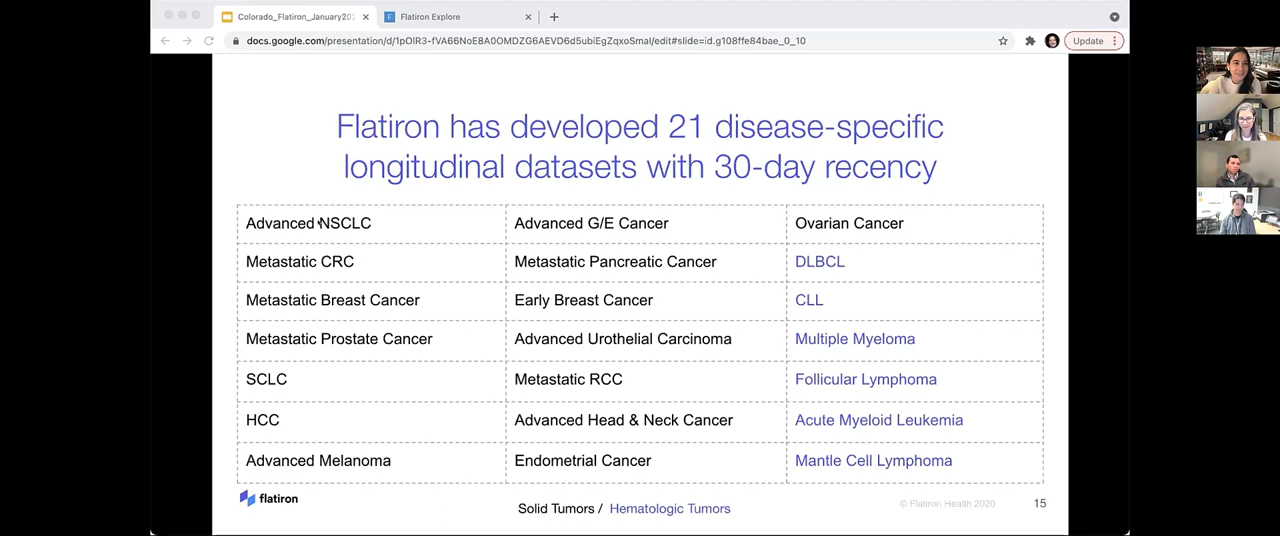 Colorado_Flatiron_January202
Flatiron Explore
docs.google.com/presentation/d/1pOIR3-fVA66NoE8A0OMDZG6AEVD6d5ubiEgZqxoSmaI/edit#slide=id.g108ffe84bae_0_10
Update
Flatiron has developed 21 disease-specific
longitudinal datasets with 30-day recency
Advanced NSCLC
Advanced G/E Cancer
Ovarian Cancer
Metastatic CRC
Metastatic Pancreatic Cancer
DLBCL
Metastatic Breast Cancer
Early Breast Cancer
CLL
Metastatic Prostate Cancer
Advanced Urothelial Carcinoma
Multiple Myeloma
SCLC
Metastatic RCC
Follicular Lymphoma
HCC
Advanced Head & Neck Cancer
Acute Myeloid Leukemia
Advanced Melanoma
Endometrial Cancer
Mantle Cell Lymphoma
flatiron
Solid Tumors / Hematologic Tumors
© Flatiron Health 2020
15